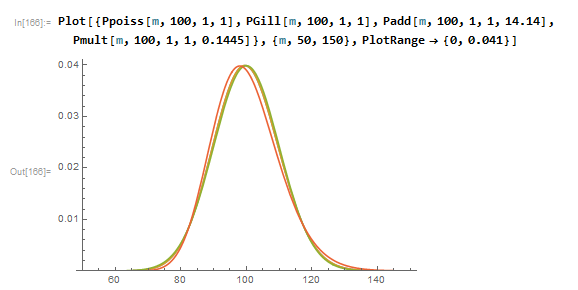 In[166]:= Plot[{Ppoiss[m, 100, 1, 1], PGill[m, 100, 1, 1], Padd[m, 100, 1, 1, 14.14],
Pmult[m, 100, 1, 1, 0.1445]}, {m, 50, 150}, PlotRange → {0, 0.041}]
0.04
0.03
Out[166]= 0.02
0.01
60 80 100 120 140